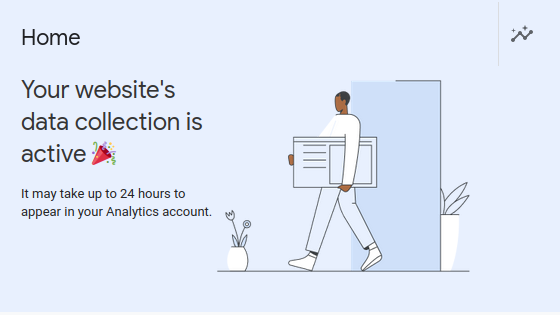 Home
Your website's
data collection is
active 🎉
It may take up to 24 hours to
appear in your Analytics account.